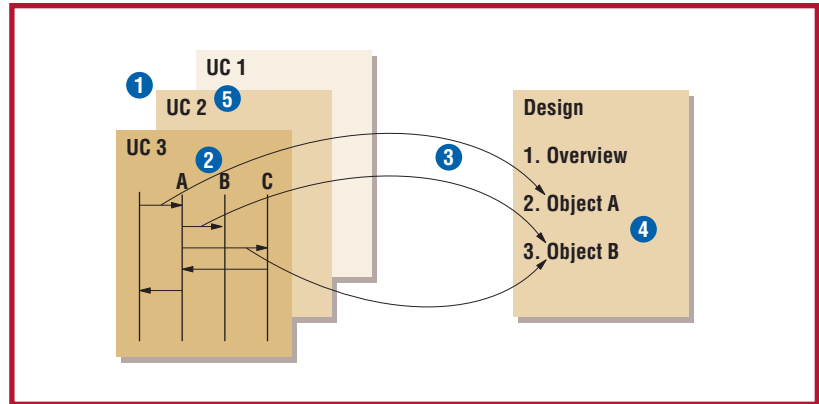 UC 1
1
UC 2 5
UC 3
2
A B C
3
Design
1. Overview
2. Object A
4
3. Object B